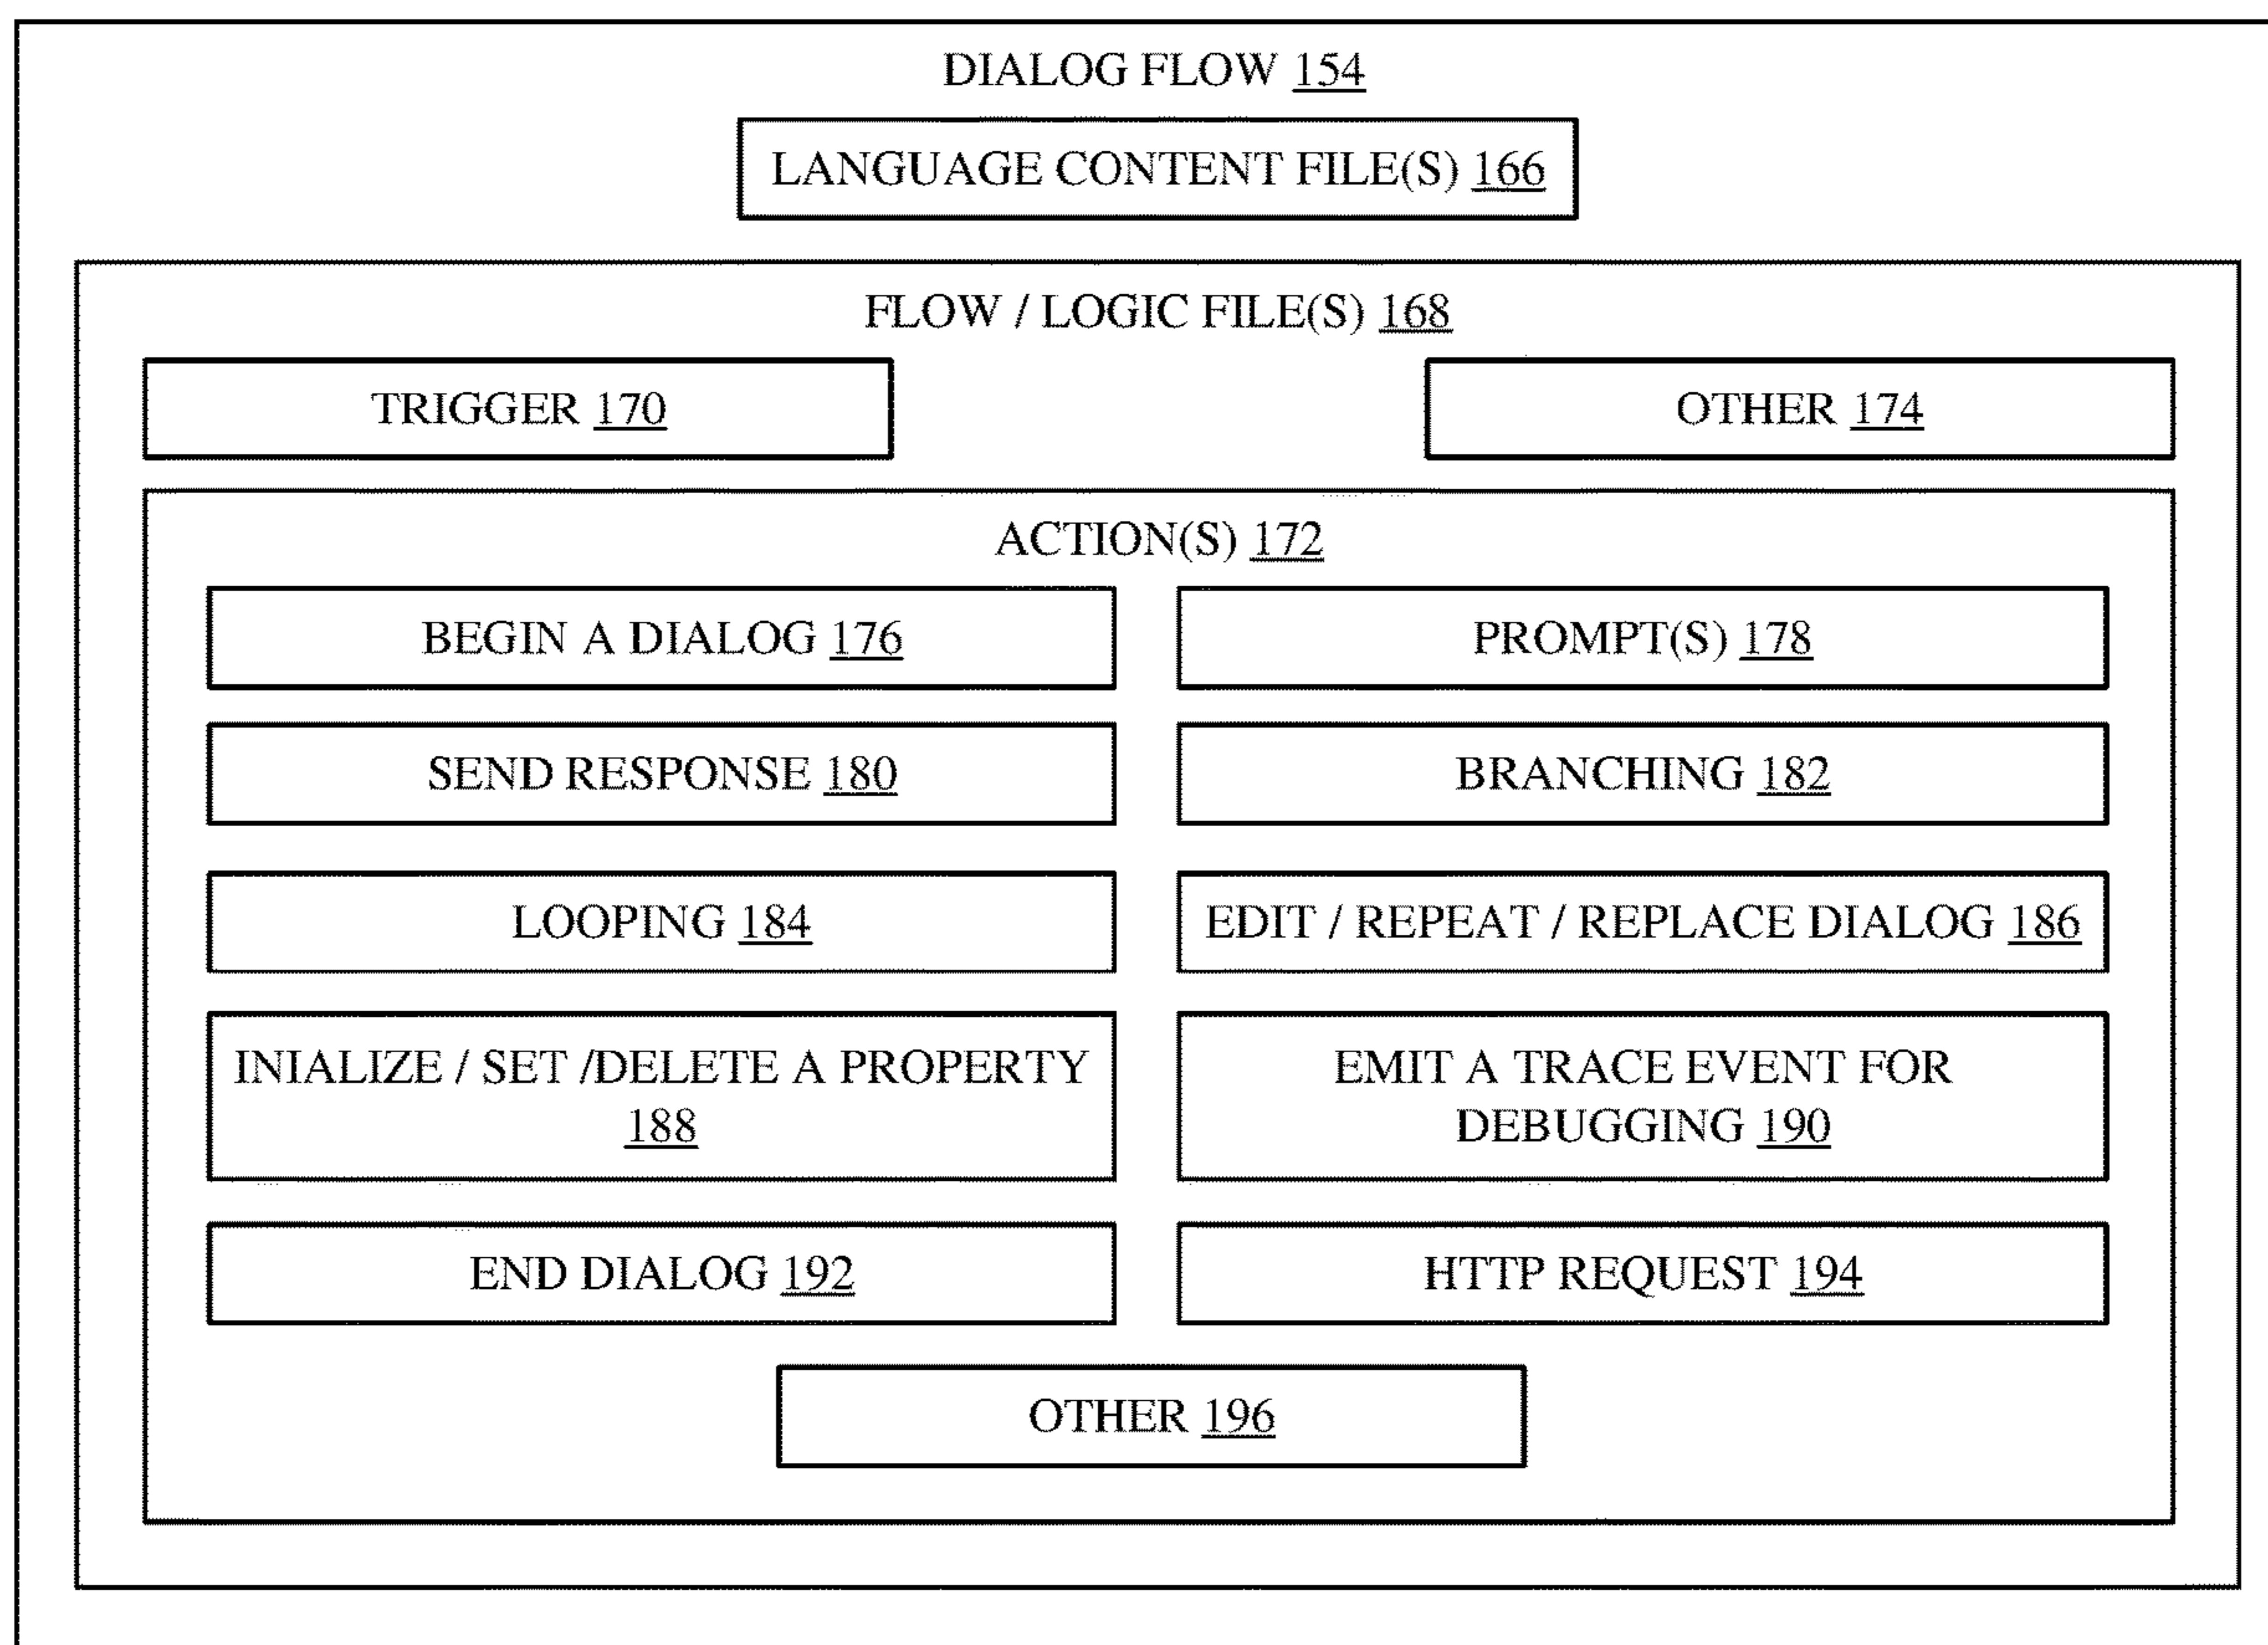 DIALOG FLOW 154
LANGUAGE CONTENT FILE(S) 166
FLOW / LOGIC FILE(S) 168
TRIGGER 170
OTHER 174
ACTION(S) 172
BEGIN A DIALOG 176
PROMPT(S) 178
SEND RESPONSE 180
BRANCHING 182
LOOPING 184
EDIT / REPEAT / REPLACE DIALOG 186
INIALIZE / SET /DELETE A PROPERTY
188
EMIT A TRACE EVENT FOR
DEBUGGING 190
END DIALOG 192
HTTP REQUEST 194
OTHER 196